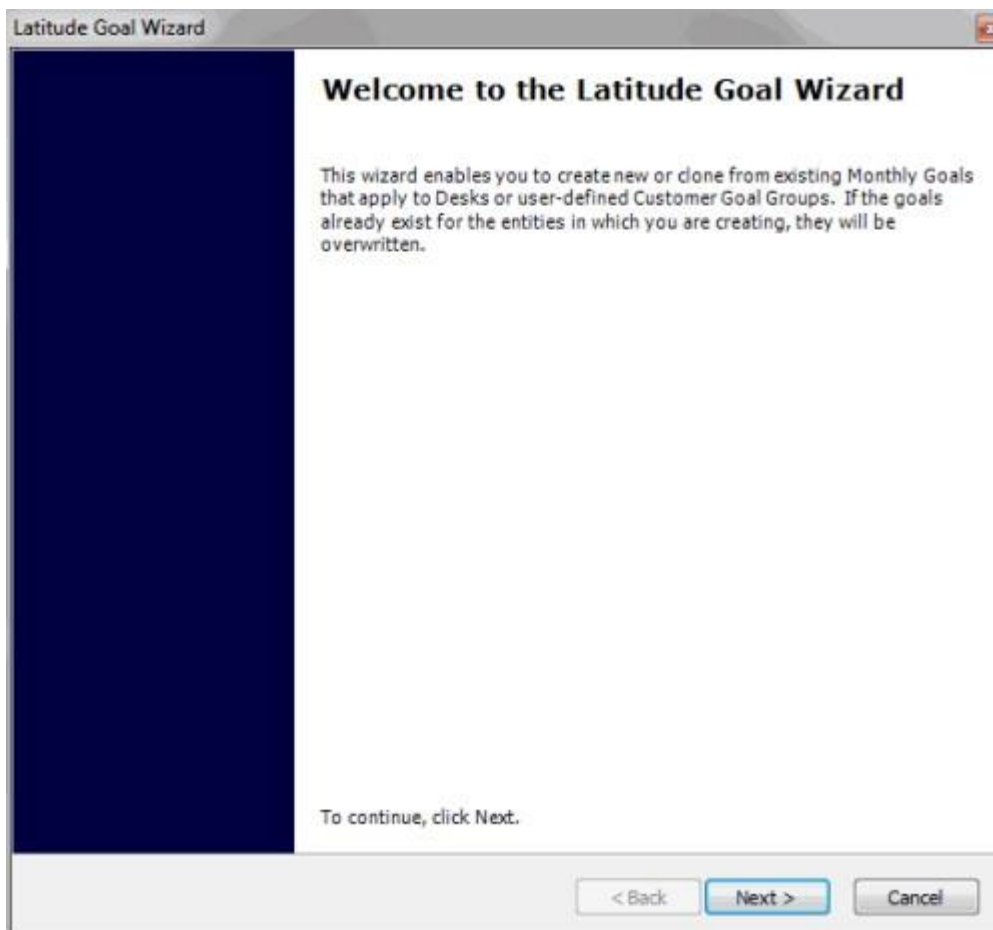 Latitude Goal Wizard
Welcome to the Latitude Goal Wizard
This wizard enables you to create new or clone from existing Monthly Goals
that apply to Desks or user-defined Customer Goal Groups. If the goals
already exist for the entities in which you are creating, they will be
overwritten.
To continue, click Next.
< Back
Next >
Cancel